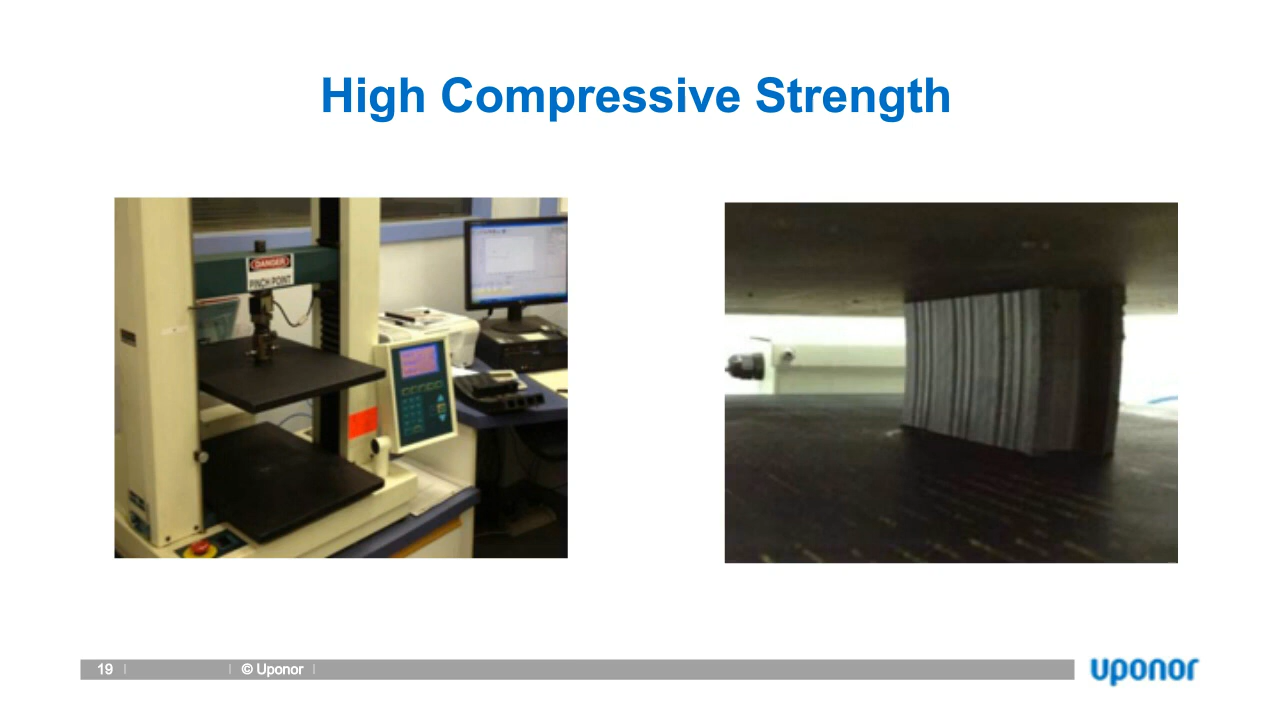 High Compressive Strength
DANGER
PINCH POINT
19
© Uponor
uponor